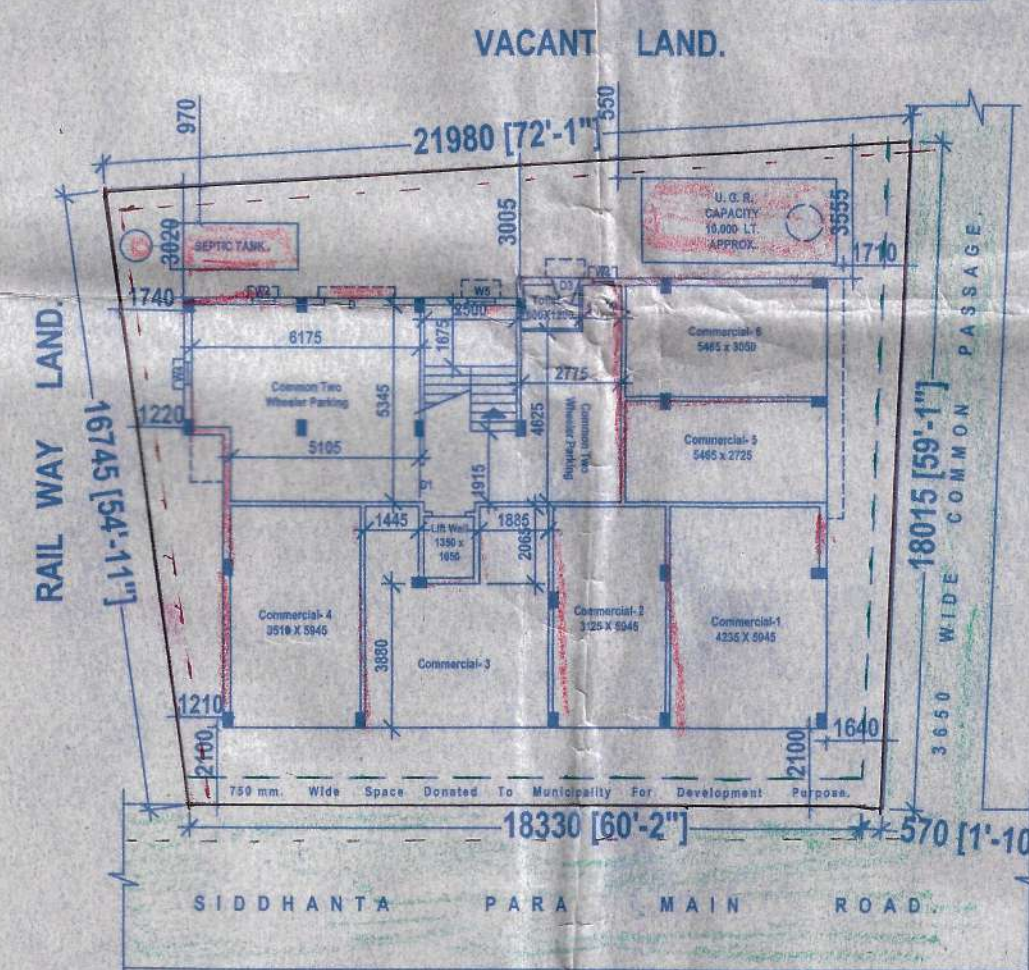 VACANT LAND.
970
550
21980 [72'-1"]
3020
SEPTIC TANK.
3005
U. G. R.
CAPACITY
10,000 LT.
APPROX.
3555
1710
1740
W5
D3
2500
6175
1675
2775
Commercial- 6
5465 x 3050
Common Two
Wheeler Parking
5345
4625
Common Two
Wheeler Parking
1220
5105
Commercial- 5
5465 x 2725
1915
RAIL WAY LAND.
16745 [54'-11"]
18015 [59'-1"]
3650 WIDE COMMON PASSAGE.
1445
Lift Well
1350 x
1650
1885
2065
Commercial- 4
3510 X 5945
3880
Commercial- 3
Commercial- 2
3125 X 5945
Commercial-1
4235 X 5945
1210
2100
2100
1640
750 mm. Wide Space Donated To Municipality For Development Purpose.
18330 [60'-2"]
570 [1'-10
SIDDHANTA PARA MAIN ROAD.